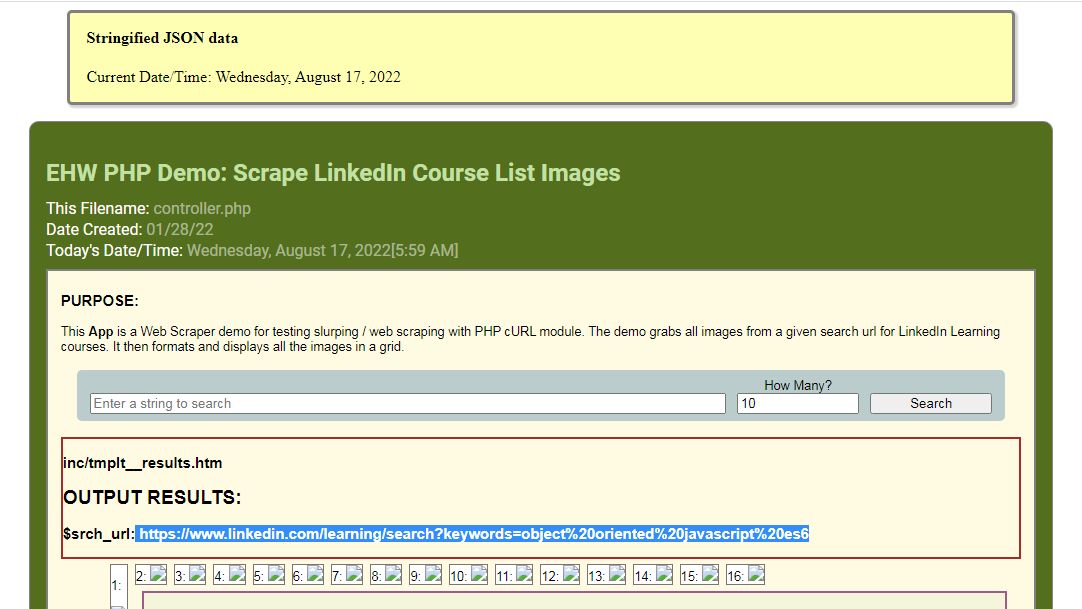 Stringified JSON data
Current Date/Time: Wednesday, August 17, 2022
EHW PHP Demo: Scrape LinkedIn Course List Images
This Filename: controller.php
Date Created: 01/28/22
Today's Date/Time: Wednesday, August 17, 2022[5:59 AM]
PURPOSE:
This App is a Web Scraper demo for testing slurping / web scraping with PHP cURL module. The demo grabs all images from a given search url for LinkedIn Learning
courses. It then formats and displays all the images in a grid.
How Many?
Enter a string to search 10 Search
inc/tmplt__results.htm
OUTPUT RESULTS:
$srch_url: https://www.linkedin.com/learning/search?keywords=object%20oriented%20javascript%20es6
1: 2: 3: 4: 5: 6: 7: 8: 9: 10: 11: 12: 13: 14: 15: 16: